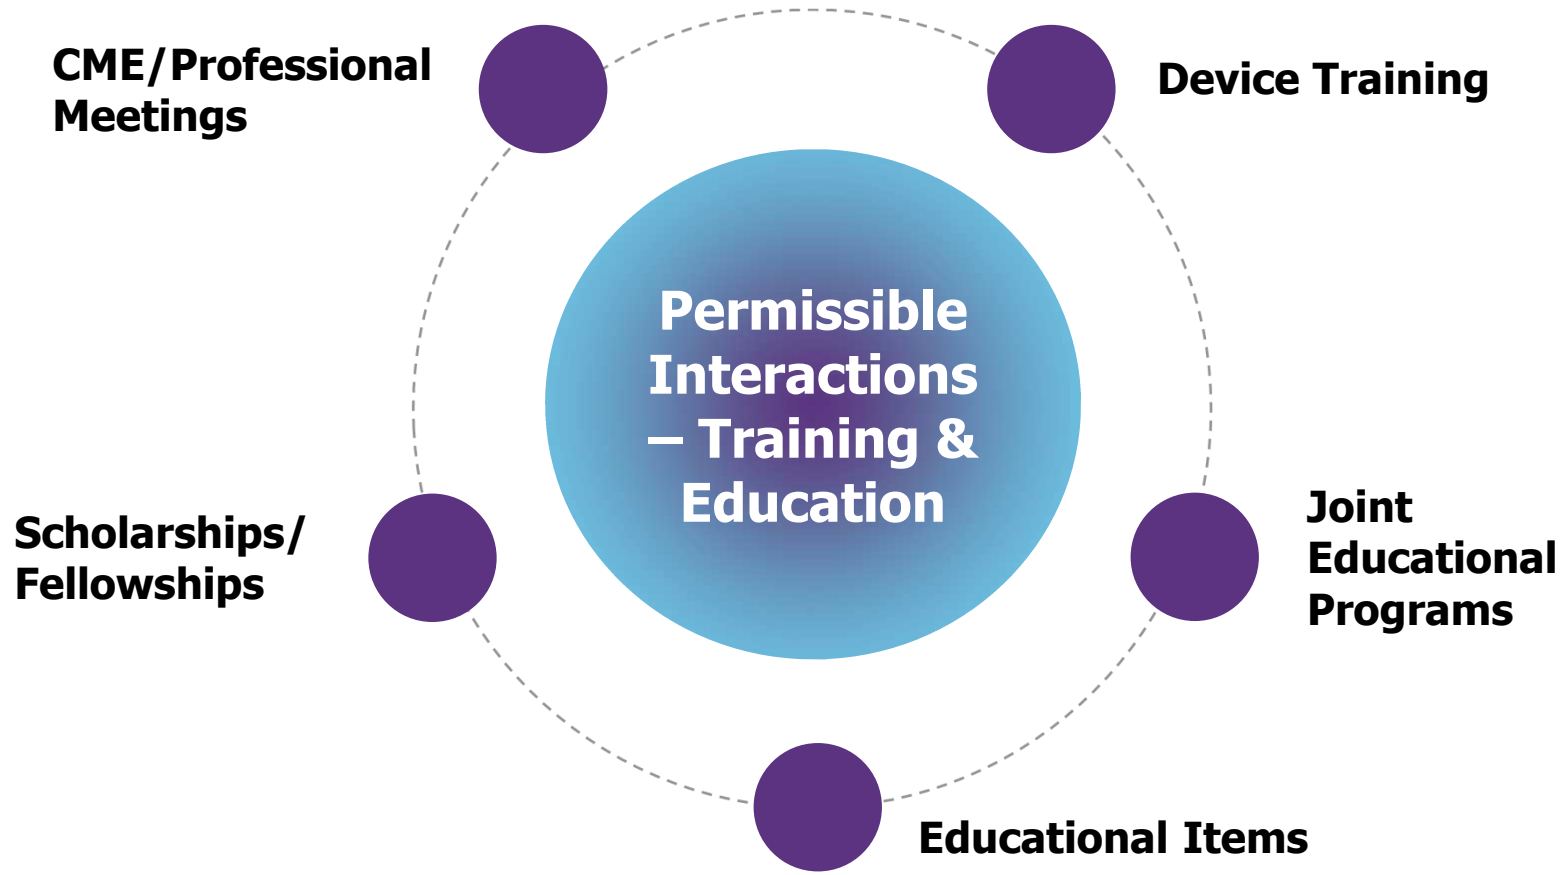 CME/Professional
Meetings
Device Training
Permissible
Interactions
– Training &
Education
Scholarships/
Fellowships
Joint
Educational
Programs
Educational Items